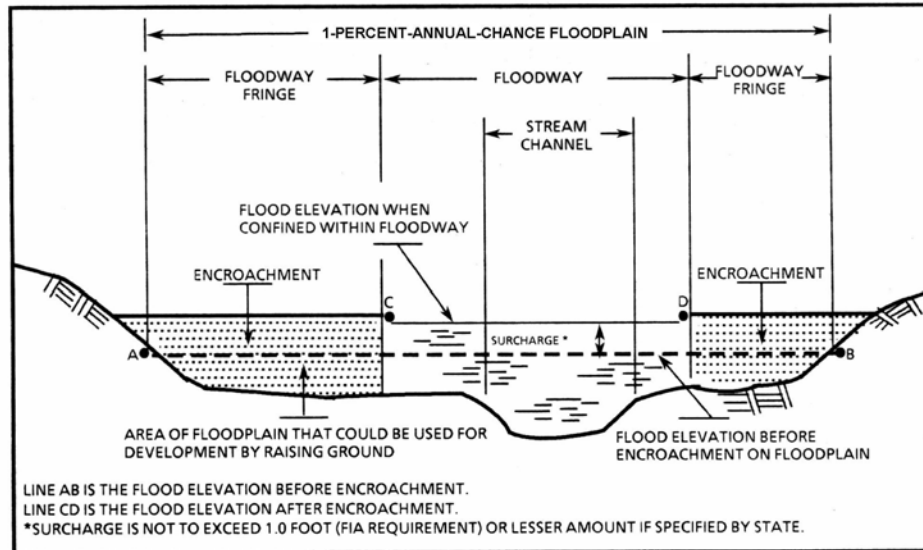 1-PERCENT-ANNUAL-CHANCE FLOODPLAIN
FLOODWAY
FRINGE
FLOODWAY
FLOODWAY
FRINGE
STREAM
CHANNEL
FLOOD ELEVATION WHEN
CONFINED WITHIN FLOODWAY
ENCROACHMENT
ENCROACHMENT
C
D
SURCHARGE *
A
B
AREA OF FLOODPLAIN THAT COULD BE USED FOR
DEVELOPMENT BY RAISING GROUND
FLOOD ELEVATION BEFORE
ENCROACHMENT ON FLOODPLAIN
LINE AB IS THE FLOOD ELEVATION BEFORE ENCROACHMENT.
LINE CD IS THE FLOOD ELEVATION AFTER ENCROACHMENT.
*SURCHARGE IS NOT TO EXCEED 1.0 FOOT (FIA REQUIREMENT) OR LESSER AMOUNT IF SPECIFIED BY STATE.